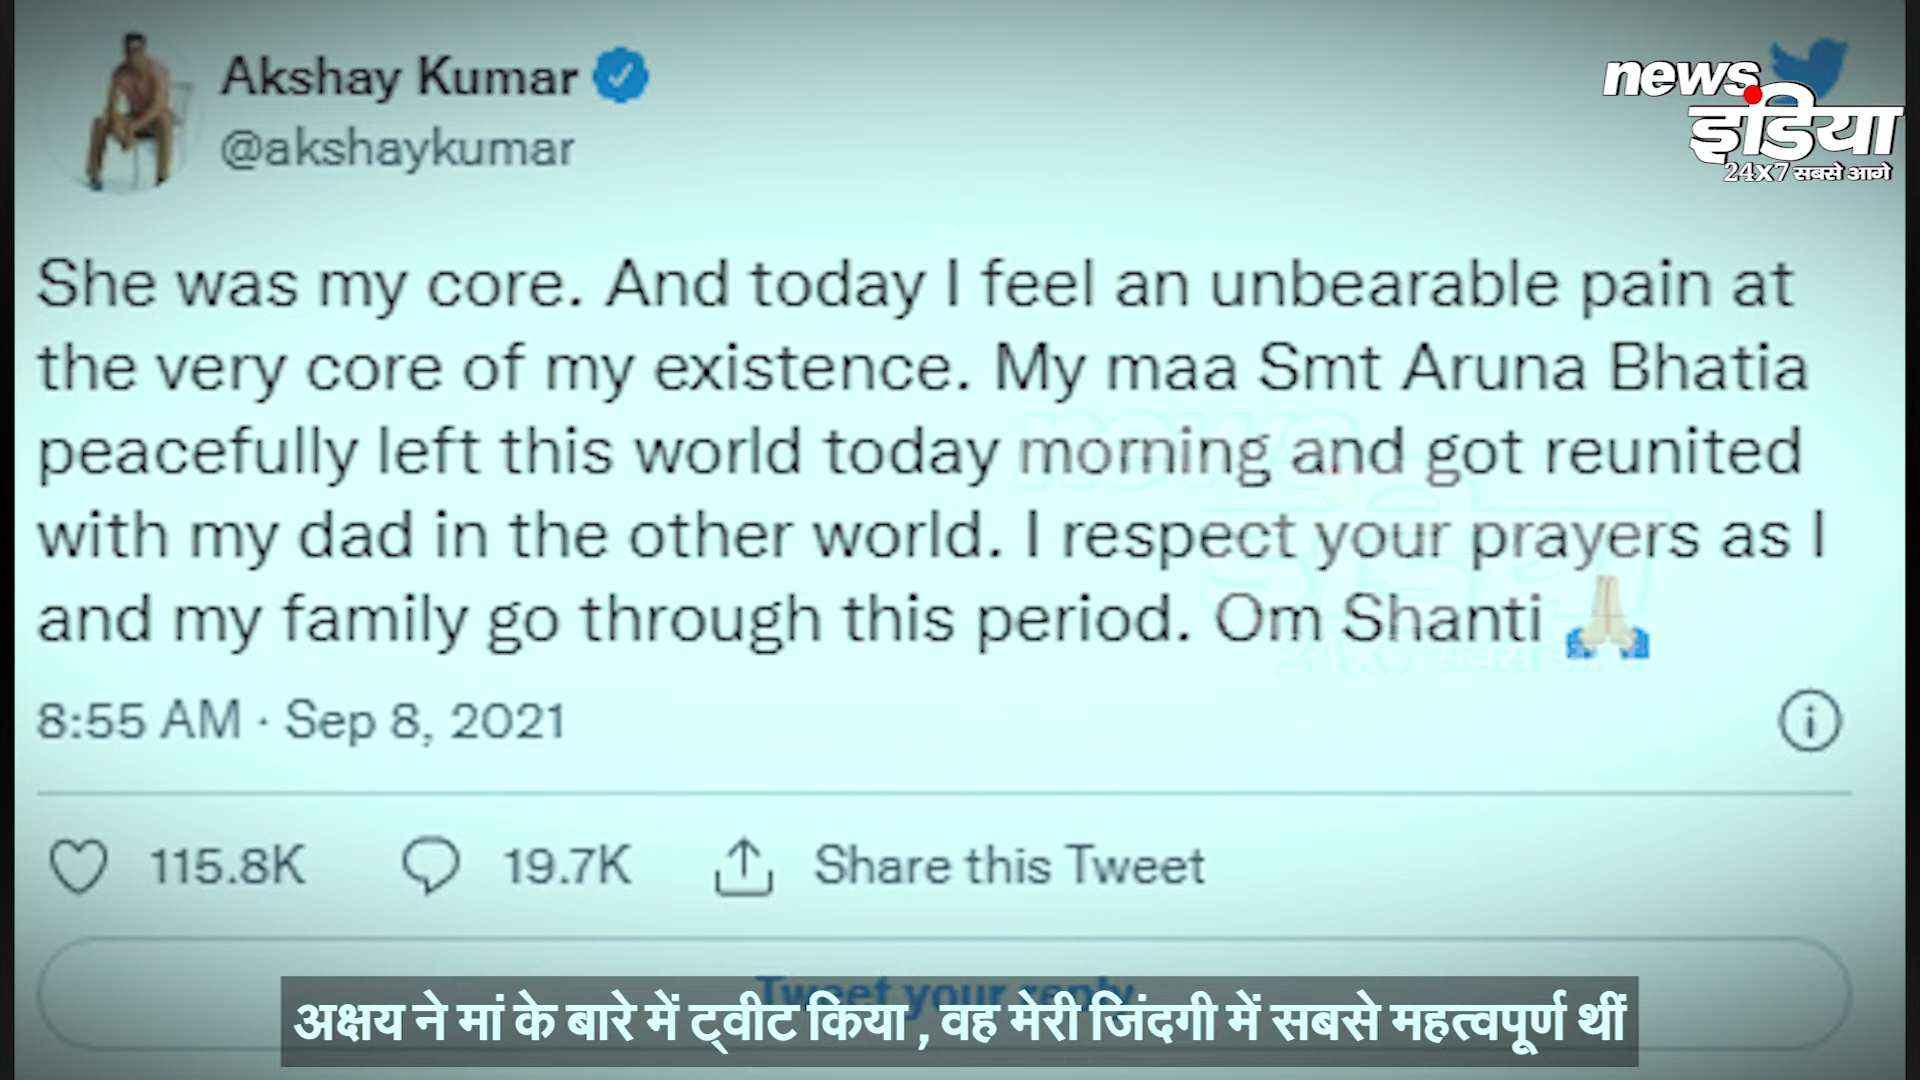 Akshay Kumar
@akshaykumar
news
इंडिया
24x7 सबसे आगे
She was my core. And today I feel an unbearable pain at
the very core of my existence. My maa Smt Aruna Bhatia
peacefully left this world today morning and got reunited
with my dad in the other world. I respect your prayers as I
and my family go through this period. Om Shanti 🙏🏼
8:55 AM · Sep 8, 2021
115.8K 19.7K Share this Tweet
Tweet your reply
अक्षय ने मां के बारे में ट्वीट किया , वह मेरी जिंदगी में सबसे महत्वपूर्ण थीं